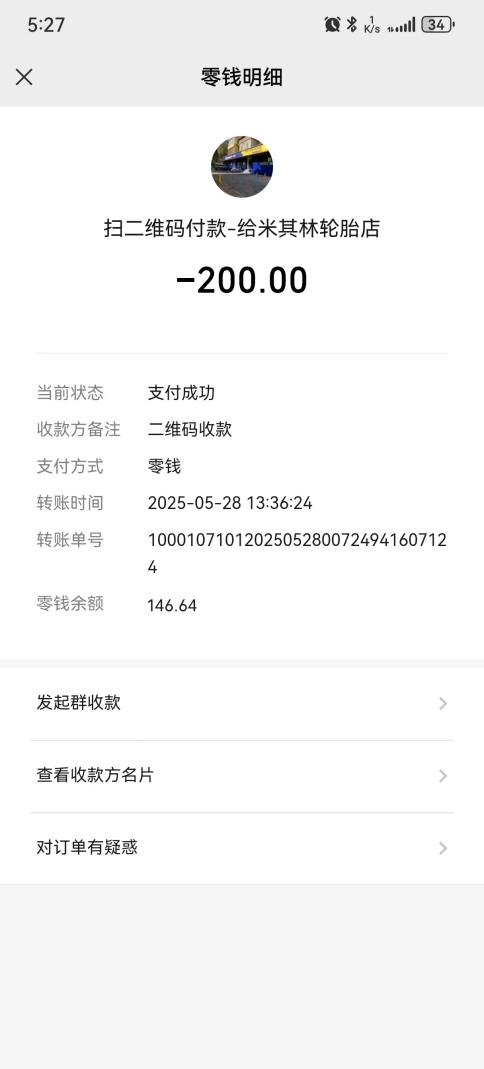 5:27
1
K/s
34
零钱明细
扫二维码付款-给米其林轮胎店
-200.00
当前状态 支付成功
收款方备注 二维码收款
支付方式 零钱
转账时间 2025-05-28 13:36:24
转账单号 1000107101202505280072494160712
4
零钱余额 146.64
发起群收款
查看收款方名片
对订单有疑惑